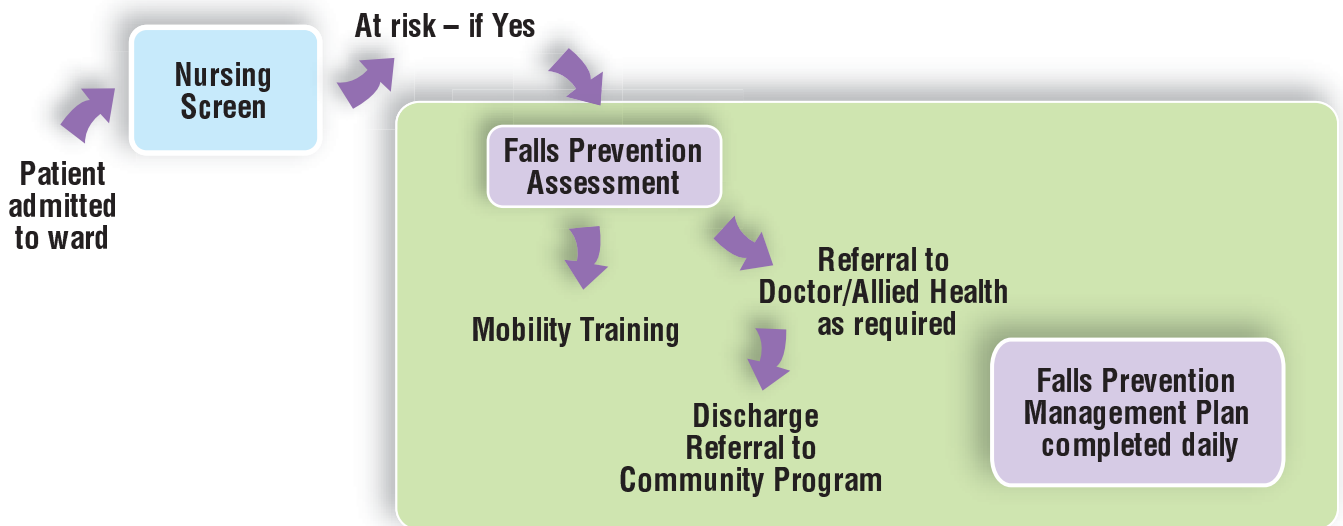 At risk – if Yes
Nursing
Screen
Patient
admitted
to ward
Falls Prevention
Assessment
Mobility Training
Referral to
Doctor/Allied Health
as required
Discharge
Referral to
Community Program
Falls Prevention
Management Plan
completed daily